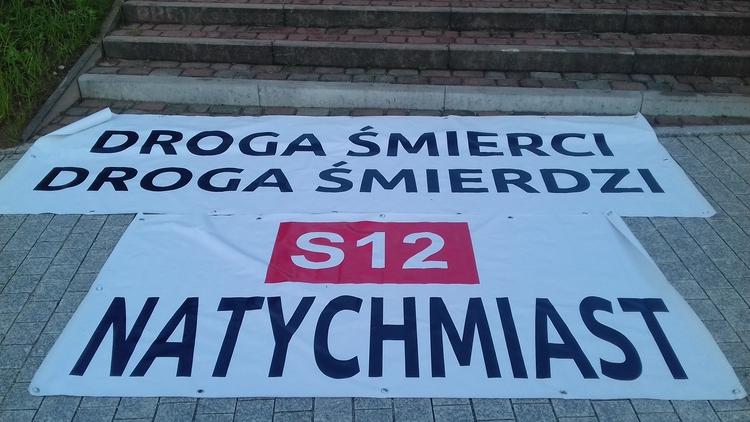 DROGA ŚMIERCI
DROGA ŚMIERDZI
S12
NATYCHMIAST